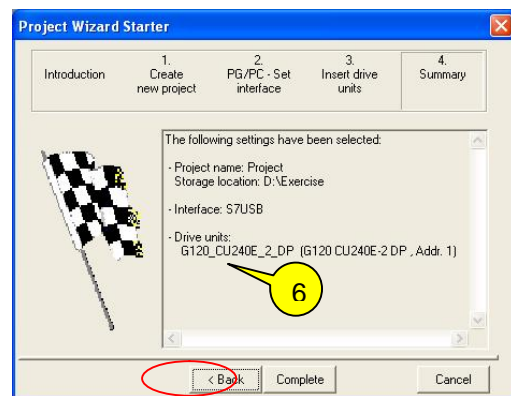 Project Wizard Starter
Introduction
1.
Create
new project
2.
PG/PC - Set
interface
3.
Insert drive
units
4.
Summary
The following settings have been selected:
- Project name: Project
Storage location: D:\Exercise
- Interface: S7USB
- Drive units:
G120_CU240E_2_DP (G120 CU240E-2 DP , Addr. 1)
6
< Back
Complete
Cancel